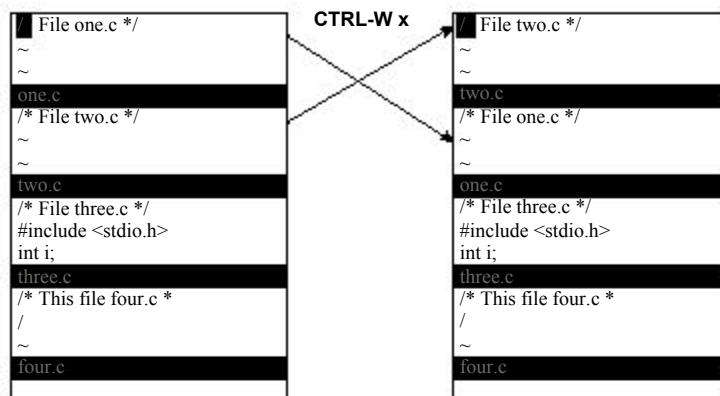 CTRL-W x
/* File one.c */
~
~
one.c
/* File two.c */
~
~
two.c
/* File three.c */
#include <stdio.h>
int i;
three.c
/* This file four.c *
/
~
four.c
/ File two.c */
~
~
two.c
/* File one.c */
~
~
one.c
/* File three.c */
#include <stdio.h>
int i;
three.c
/* This file four.c *
/
~
four.c